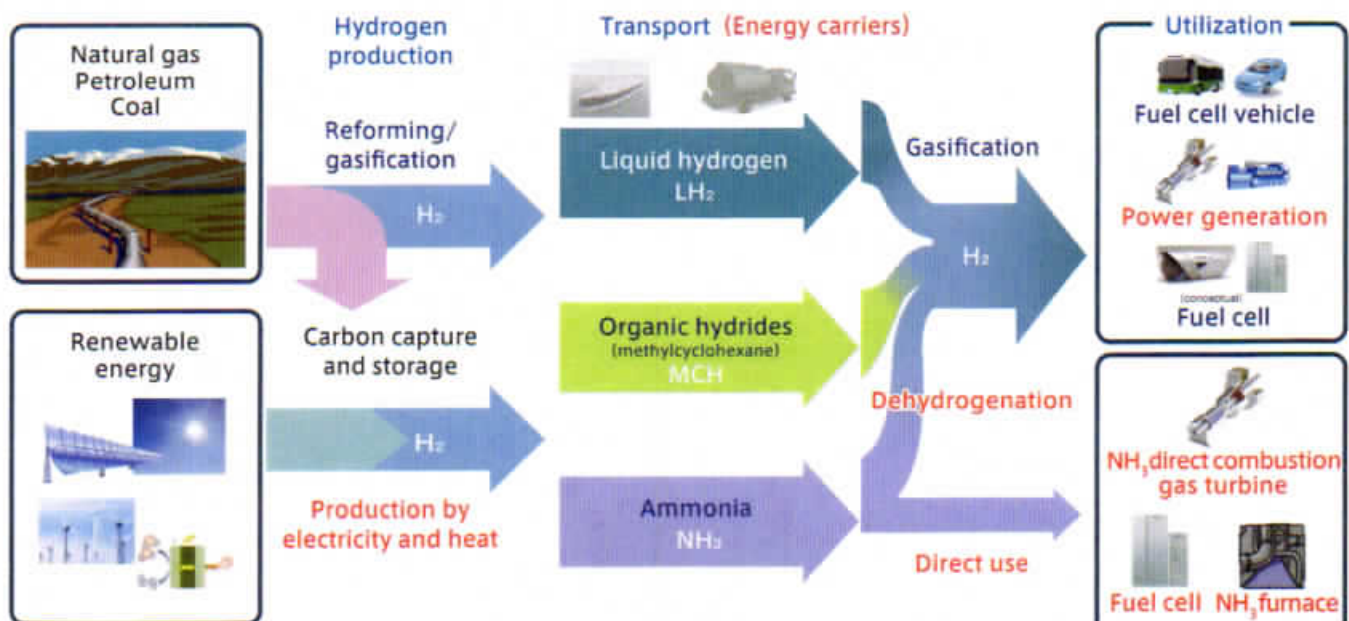 Natural gas
Petroleum
Coal
Hydrogen
production
Reforming/
gasification
H₂
Transport (Energy carriers)
Liquid hydrogen
LH₂
Gasification
H₂
Utilization
Fuel cell vehicle
Power generation
(conceptual)
Fuel cell
Renewable
energy
Carbon capture
and storage
H₂
Production by
electricity and heat
Organic hydrides
(methylcyclohexane)
MCH
Dehydrogenation
Ammonia
NH₃
Direct use
NH₃ direct combustion
gas turbine
Fuel cell
NH₃ furnace